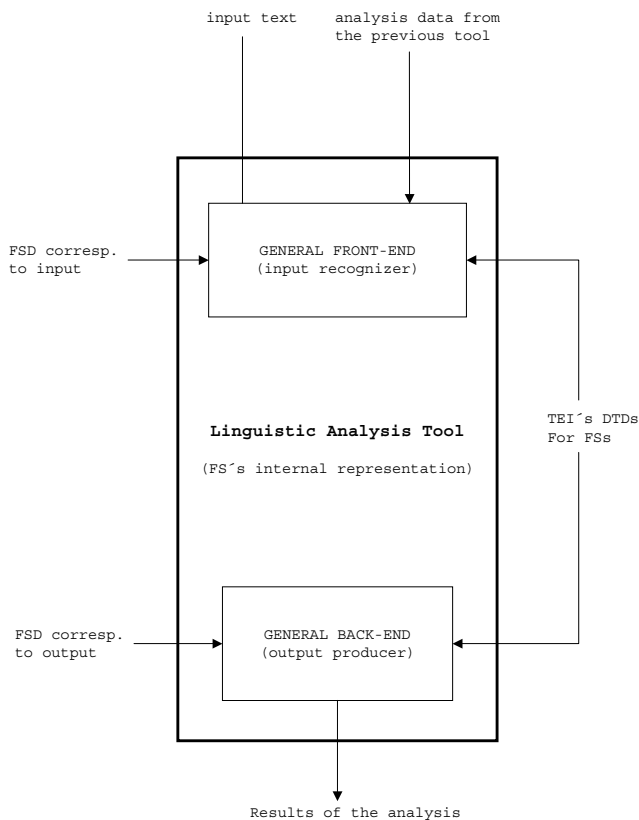 input text
analysis data from
the previous tool
FSD corresp.
to input
GENERAL FRONT-END
(input recognizer)
TEI´s DTDs
For FSs
Linguistic Analysis Tool
(FS´s internal representation)
FSD corresp.
to output
GENERAL BACK-END
(output producer)
Results of the analysis